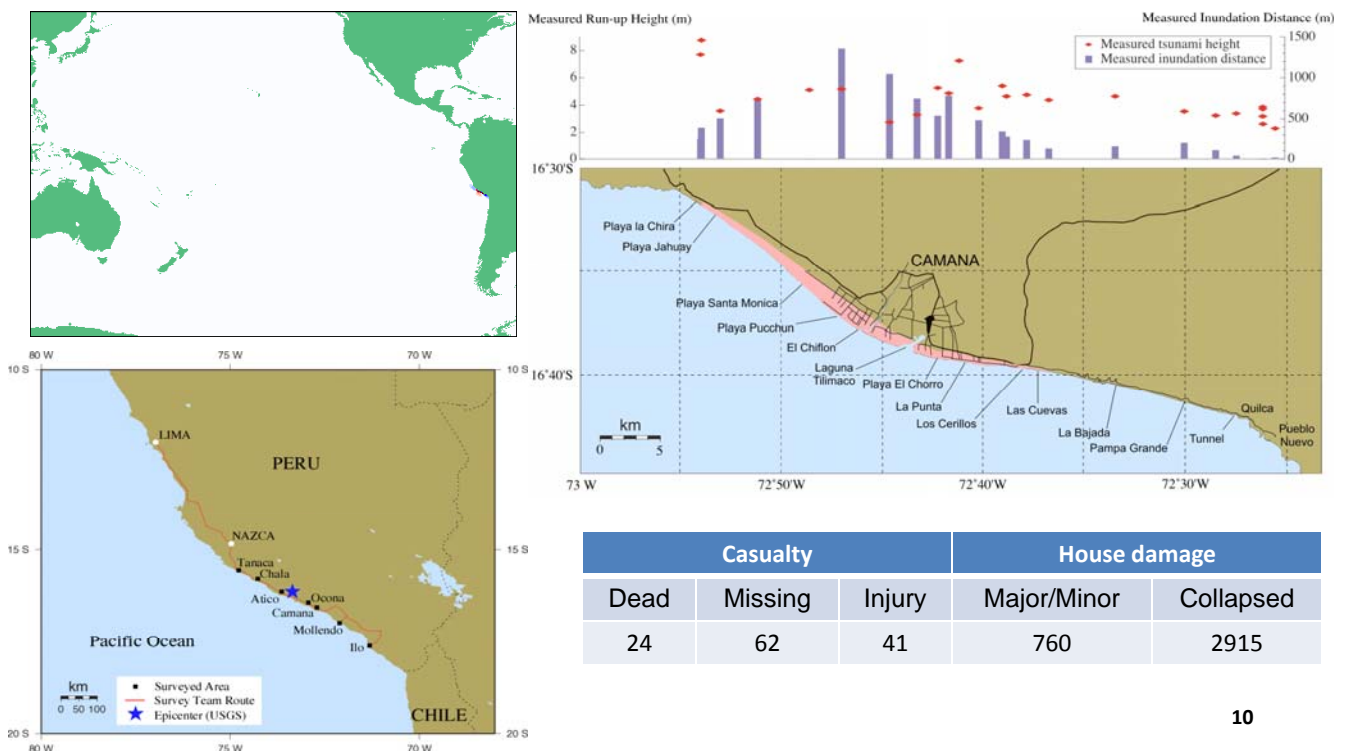 Measured Run-up Height (m)
Measured Inundation Distance (m)
8
6
4
2
0
1500
1000
500
0
Measured tsunami height
Measured inundation distance
16˚30'S
16˚40'S
Playa la Chira
Playa Jahuay
Playa Santa Monica
Playa Pucchun
El Chiflon
Laguna
Tilimaco
Playa El Chorro
La Punta
Los Cerillos
Las Cuevas
La Bajada
Pampa Grande
Tunnel
Quilca
Pueblo
Nuevo
CAMANA
km
0 5
73 W
72˚50'W
72˚40'W
72˚30'W
80 W
75 W
70 W
10 S
10 S
LIMA
PERU
NAZCA
15 S
15 S
Tanaca
Chala
Atico
Ocona
Camana
Mollendo
Ilo
Pacific Ocean
km
0 50 100
Surveyed Area
Survey Team Route
Epicenter (USGS)
CHILE
20 S
20 S
80 W
75 W
70 W
Casualty House damage
Dead Missing Injury Major/Minor Collapsed
24 62 41 760 2915
10